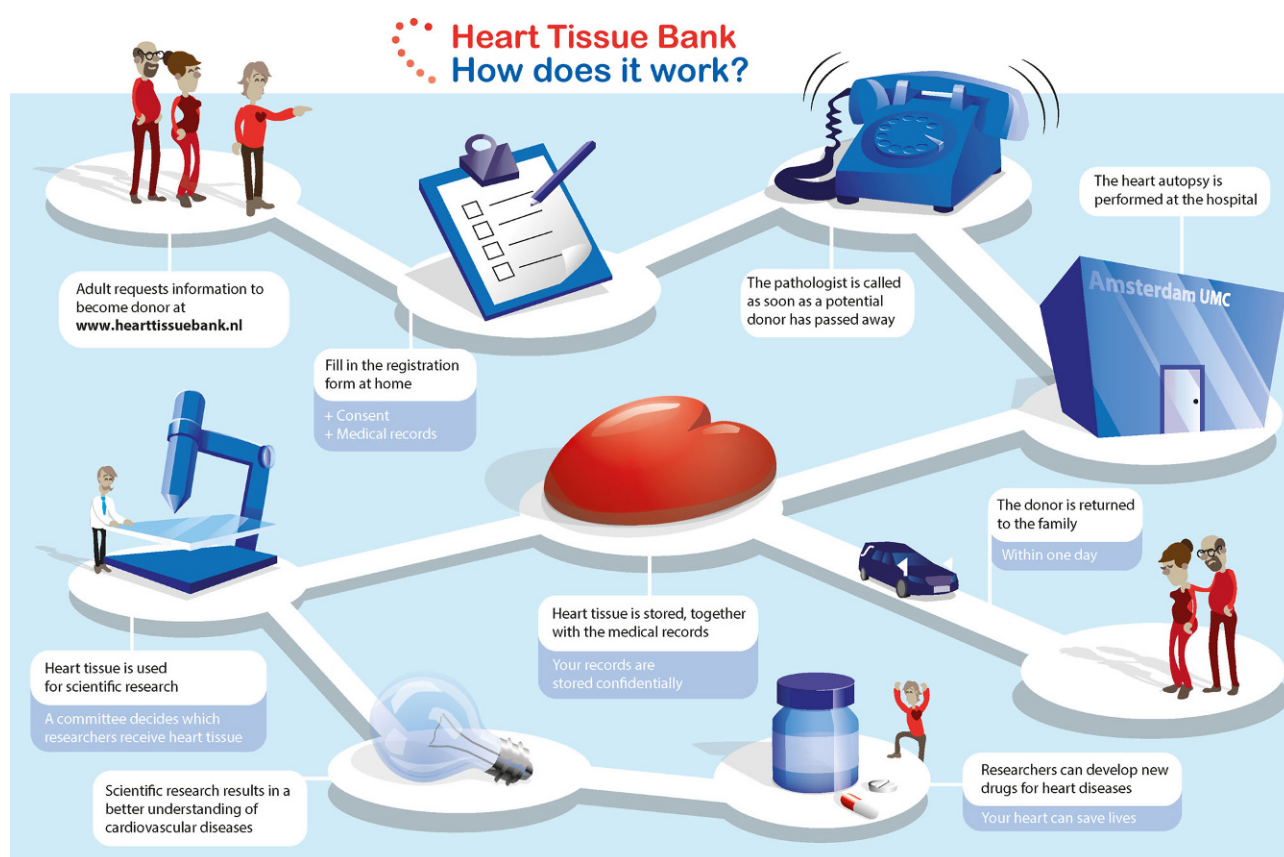 Heart Tissue Bank
How does it work?
Adult requests information to
become donor at
www.hearttissuebank.nl
Fill in the registration
form at home
+ Consent
+ Medical records
The pathologist is called
as soon as a potential
donor has passed away
The heart autopsy is
performed at the hospital
Amsterdam UMC
The donor is returned
to the family
Within one day
Heart tissue is stored, together
with the medical records
Your records are
stored confidentially
Heart tissue is used
for scientific research
A committee decides which
researchers receive heart tissue
Scientific research results in a
better understanding of
cardiovascular diseases
Researchers can develop new
drugs for heart diseases
Your heart can save lives